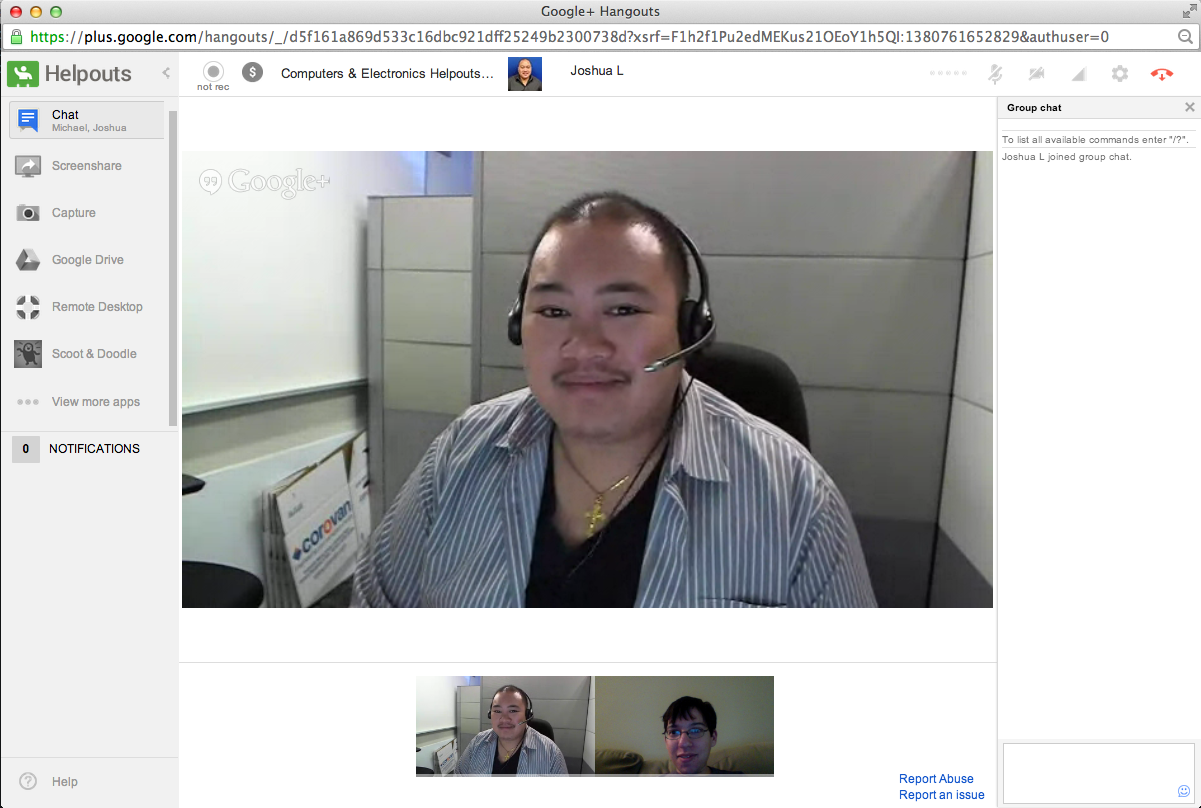 Google+ Hangouts
https://plus.google.com/hangouts/_/d5f161a869d533c16dbc921dff25249b2300738d?xsrf=F1h2f1Pu2edMEKus21OEoY1h5QI:1380761652829&authuser=0
Helpouts
not rec
$
Computers & Electronics Helpouts...
Joshua L
Chat
Michael, Joshua
Screenshare
Capture
Google Drive
Remote Desktop
Scoot & Doodle
View more apps
0 NOTIFICATIONS
Help
99 Google+
corovan
Group chat
To list all available commands enter "/?".
Joshua L joined group chat.
Report Abuse
Report an issue